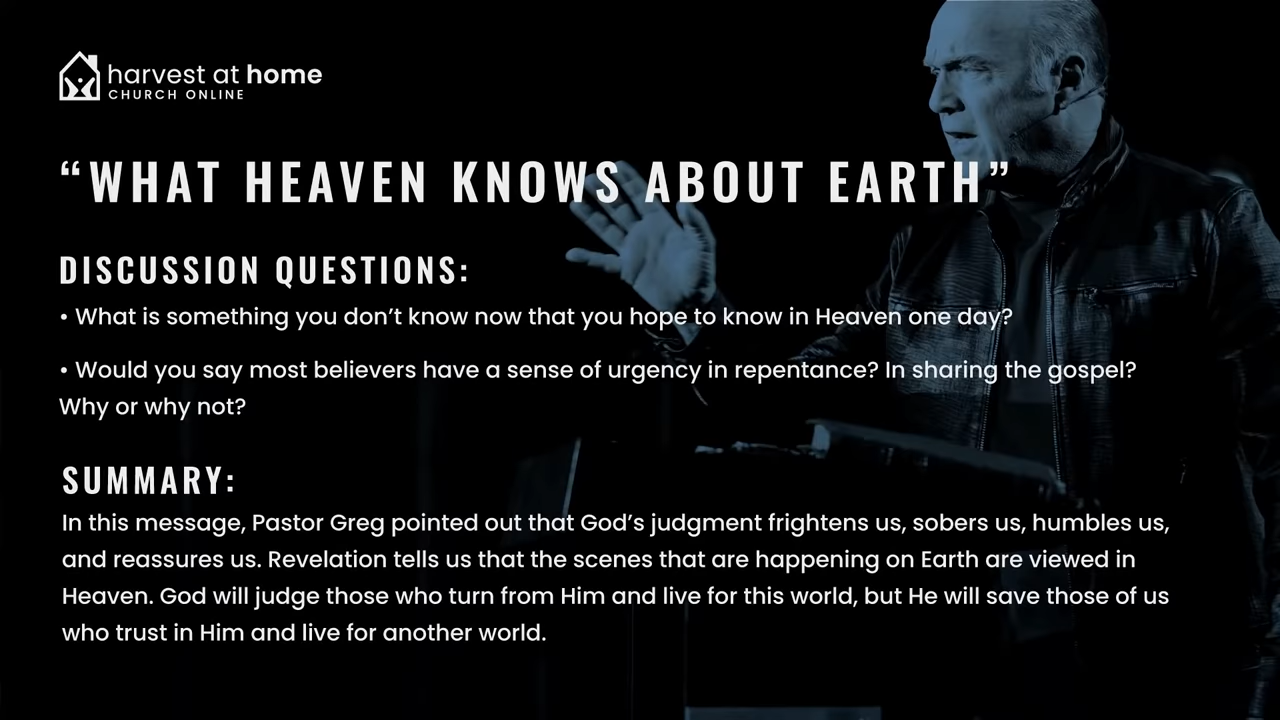 harvest at home
CHURCH ONLINE
“WHAT HEAVEN KNOWS ABOUT EARTH”
DISCUSSION QUESTIONS:
• What is something you don’t know now that you hope to know in Heaven one day?
• Would you say most believers have a sense of urgency in repentance? In sharing the gospel?
Why or why not?
SUMMARY:
In this message, Pastor Greg pointed out that God’s judgment frightens us, sobers us, humbles us,
and reassures us. Revelation tells us that the scenes that are happening on Earth are viewed in
Heaven. God will judge those who turn from Him and live for this world, but He will save those of us
who trust in Him and live for another world.